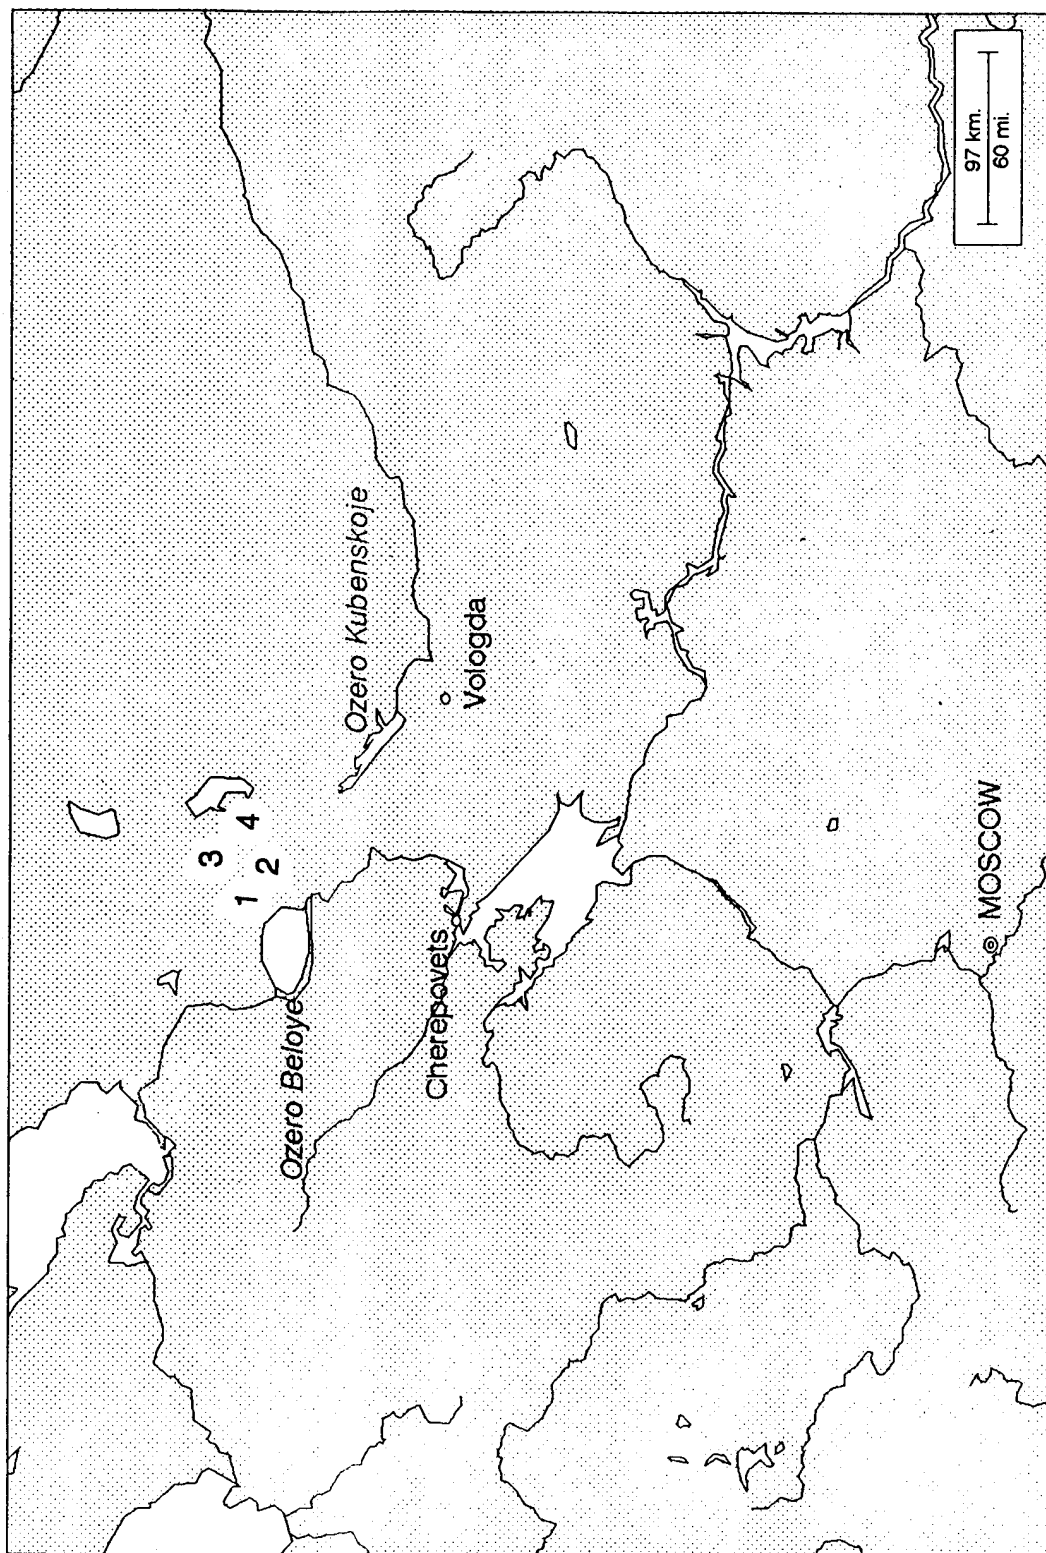 97 km.
60 mi.
Ozero Kubenskoje
Vologda
3
4
1
2
Ozero Beloye
Cherepovets
MOSCOW